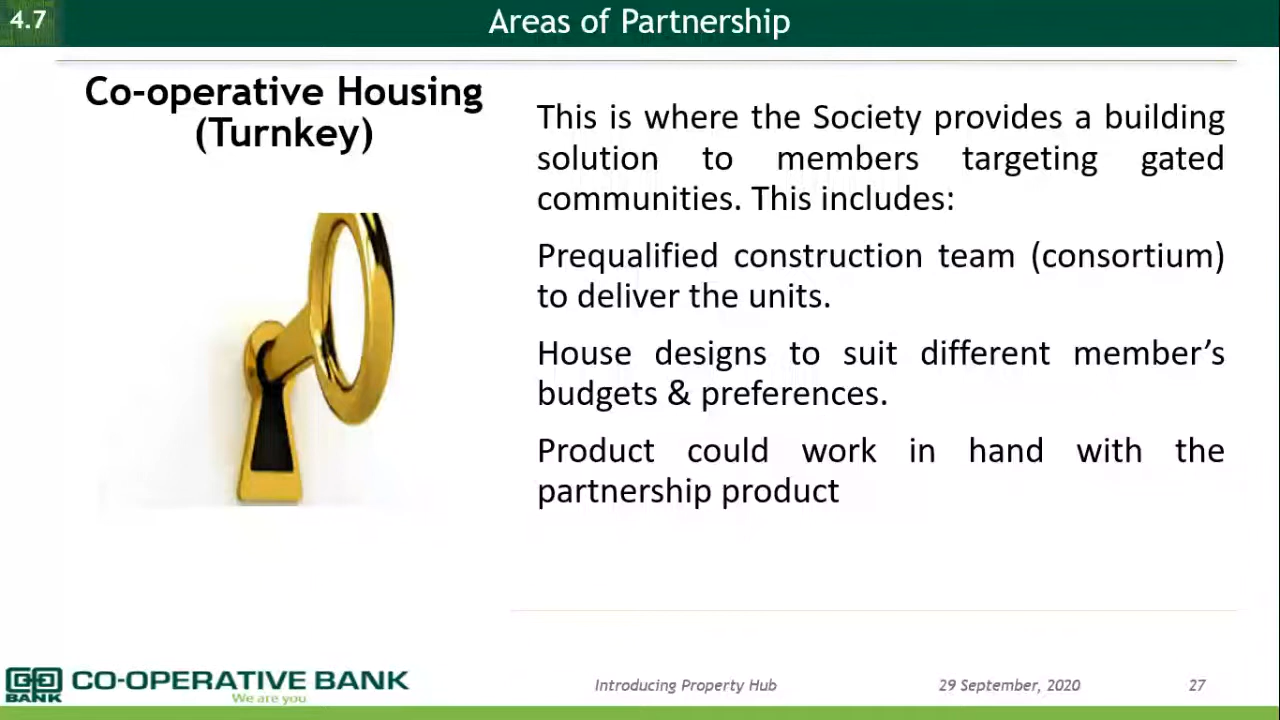 4.7
Areas of Partnership
Co-operative Housing
(Turnkey)
This is where the Society provides a building
solution to members targeting gated
communities. This includes:
Prequalified construction team (consortium)
to deliver the units.
House designs to suit different member’s
budgets & preferences.
Product could work in hand with the
partnership product
BANK
CO-OPERATIVE BANK
We are you
Introducing Property Hub
29 September, 2020
27